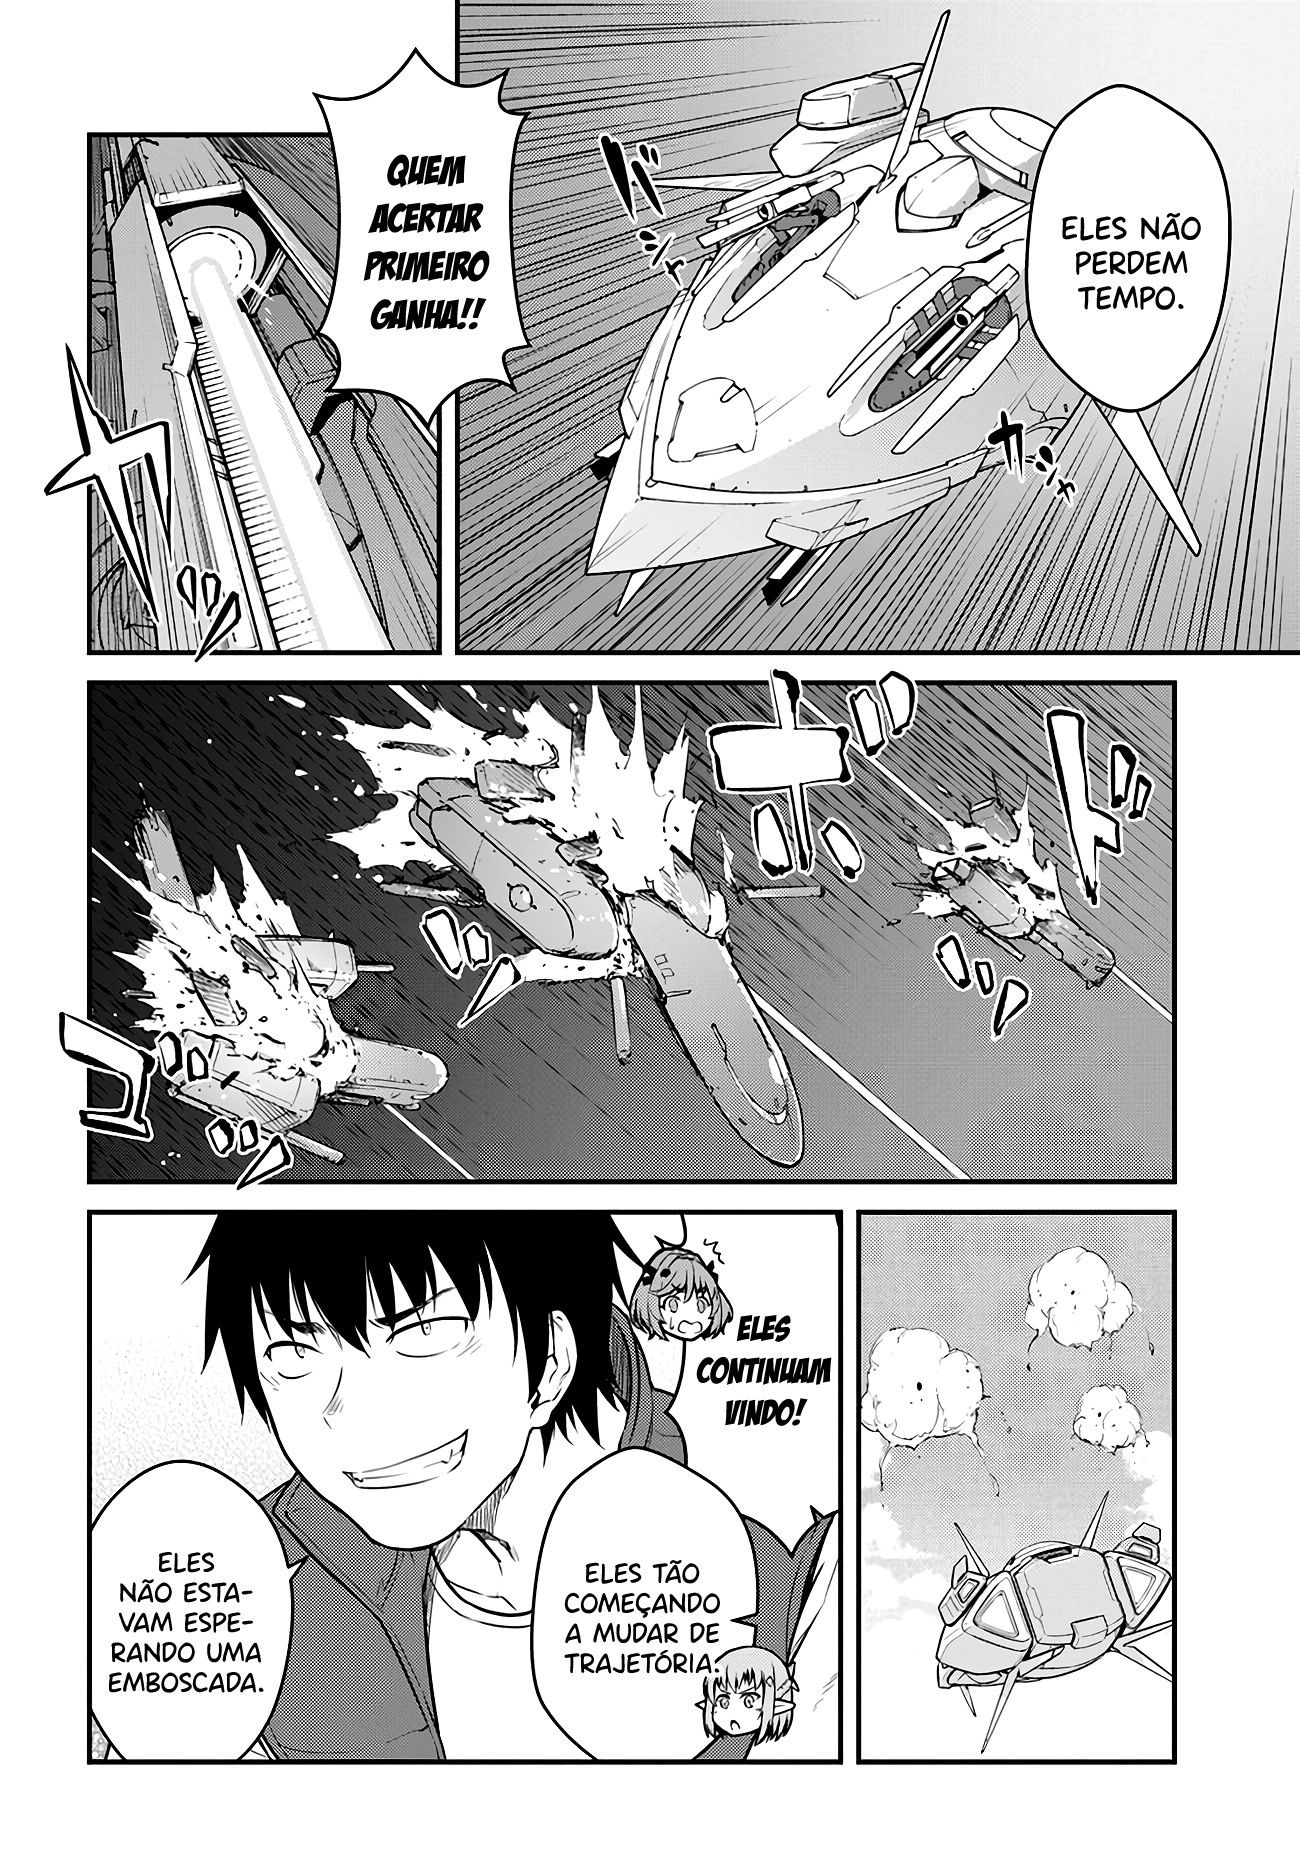 ELES NÃO
PERDEM
TEMPO.
QUEM
ACERTAR
PRIMEIRO
GANHA!!
ELES
CONTINUAM
VINDO!
ELES TÃO
COMEÇANDO
A MUDAR DE
TRAJETÓRIA.
ELES
NÃO ESTA-
VAM ESPE-
RANDO UMA
EMBOSCADA.